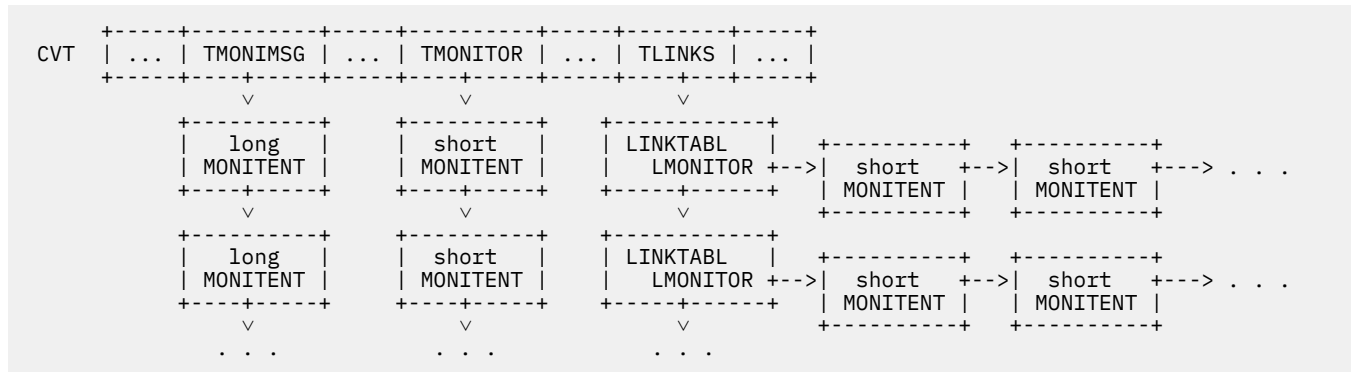 +-----+----------+-----+----------+-----+--------+-----+
CVT   | ... | TMONIMSG | ... | TMONITOR | ... | TLINKS | ... |
      +-----+----+-----+-----+----+-----+-----+----+---+-----+
                 ∨                ∨                ∨
           +----------+     +----------+    +------------+
           |   long   |     |  short   |    | LINKTABL   |   +----------+   +----------+
           | MONITENT |     | MONITENT |    |   LMONITOR +-->|  short   +-->|  short   +---> . . .
           +----+-----+     +----+-----+    +-----+------+   | MONITENT |   | MONITENT |
                 ∨                ∨                ∨         +----------+   +----------+
           +----------+     +----------+    +------------+
           |   long   |     |  short   |    | LINKTABL   |   +----------+   +----------+
           | MONITENT |     | MONITENT |    |   LMONITOR +-->|  short   +-->|  short   +---> . . .
           +----+-----+     +----+-----+    +-----+------+   | MONITENT |   | MONITENT |
                 ∨                ∨                ∨         +----------+   +----------+
               . . .            . . .            . . .